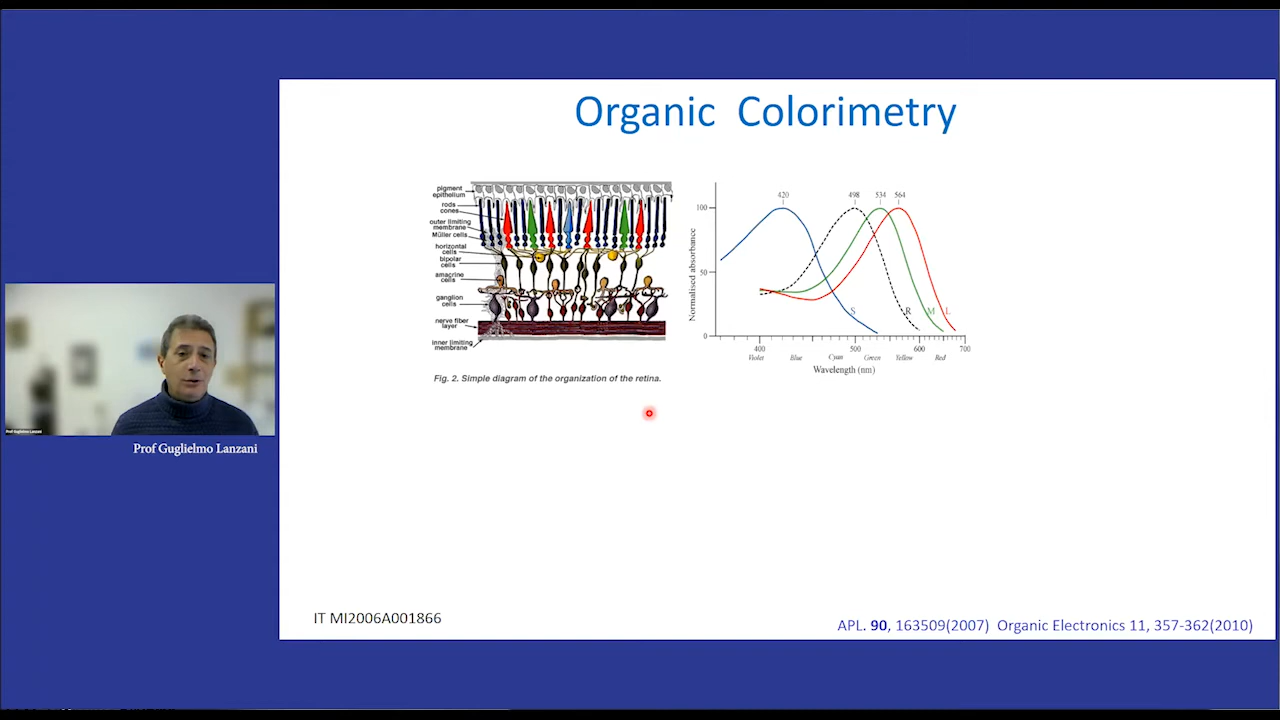 Organic Colorimetry
pigment
epithelium
rods
cones
outer limiting
membrane
Müller cells
horizontal
cells
bipolar
cells
amacrine
cells
ganglion
cells
nerve fiber
layer
inner limiting
membrane
Fig. 2. Simple diagram of the organization of the retina.
420 498 534 564
100
50
0
Normalised absorbance
S R M L
400 500 600 700
Violet Blue Cyan Green Yellow Red
Wavelength (nm)
Prof Guglielmo Lanzani
Prof Guglielmo Lanzani
IT MI2006A001866
APL. 90, 163509(2007) Organic Electronics 11, 357-362(2010)